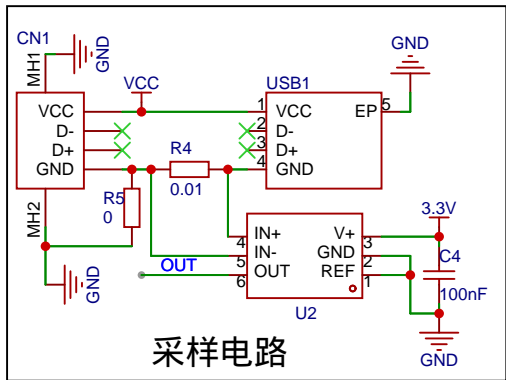 CN1
MH1
GND
VCC
D-
D+
GND
MH2
GND
VCC
R4
0.01
R5
0
USB1
1
2
3
4
VCC
D-
D+
GND
EP
5
GND
IN+
IN-
OUT
4
5
6
V+
GND
REF
3
2
1
U2
OUT
3.3V
C4
100nF
GND
采样电路